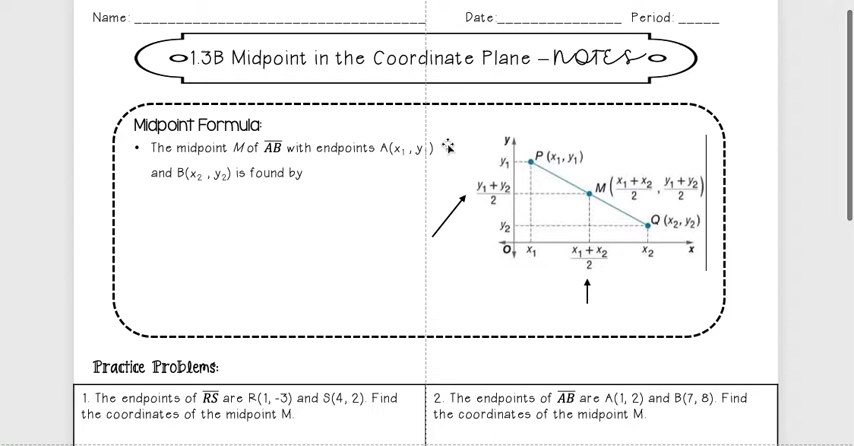 Name: ______________________________ Date: ______________ Period: _____
1.3B Midpoint in the Coordinate Plane – NOTES
Midpoint Formula:
• The midpoint M of AB with endpoints A(x₁ , y₁)
and B(x₂ , y₂) is found by
y
y₁
P (x₁, y₁)
y₁ + y₂
2
M ( x₁ + x₂ / 2 , y₁ + y₂ / 2 )
y₂
Q (x₂, y₂)
O x₁ x₁ + x₂ x₂ x
2
Practice Problems:
1. The endpoints of RS are R(1, -3) and S(4, 2). Find
the coordinates of the midpoint M.
2. The endpoints of AB are A(1, 2) and B(7, 8). Find
the coordinates of the midpoint M.